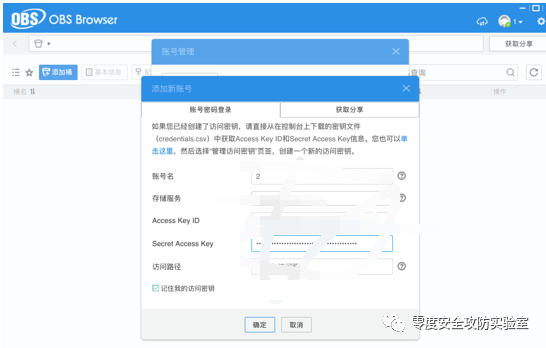 OBS OBS Browser
1
获取分享
账号管理
添加桶
基本信息
查询
桶名
操作
添加新账号
账号密码登录
获取分享
如果您已经创建了访问密钥，请直接从在控制台上下载的密钥文件
（credentials.csv）中获取Access Key ID和Secret Access Key信息。您也可以单
击这里，然后选择“管理访问密钥”页签，创建一个新的访问密钥。
账号名
2
存储服务
Access Key ID
Secret Access Key
访问路径
记住我的访问密钥
确定
取消
零度安全攻防实验室